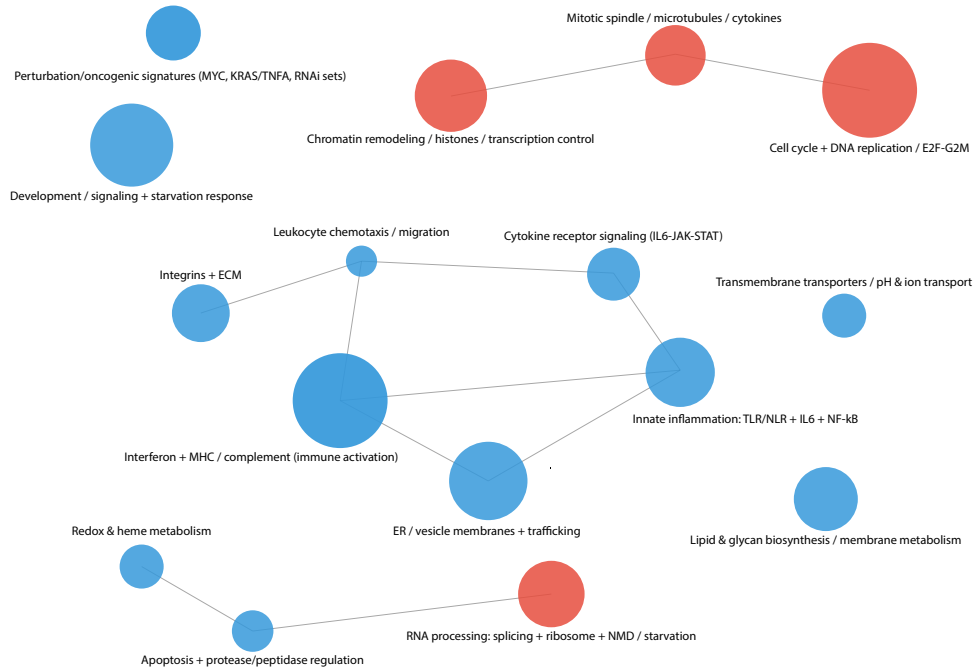 Mitotic spindle / microtubules / cytokines
Perturbation/oncogenic signatures (MYC, KRAS/TNFA, RNAi sets)
Chromatin remodeling / histones / transcription control
Cell cycle + DNA replication / E2F-G2M
Development / signaling + starvation response
Leukocyte chemotaxis / migration
Cytokine receptor signaling (IL6-JAK-STAT)
Integrins + ECM
Transmembrane transporters / pH & ion transport
Innate inflammation: TLR/NLR + IL6 + NF-kB
Interferon + MHC / complement (immune activation)
ER / vesicle membranes + trafficking
Redox & heme metabolism
Lipid & glycan biosynthesis / membrane metabolism
RNA processing: splicing + ribosome + NMD / starvation
Apoptosis + protease/peptidase regulation